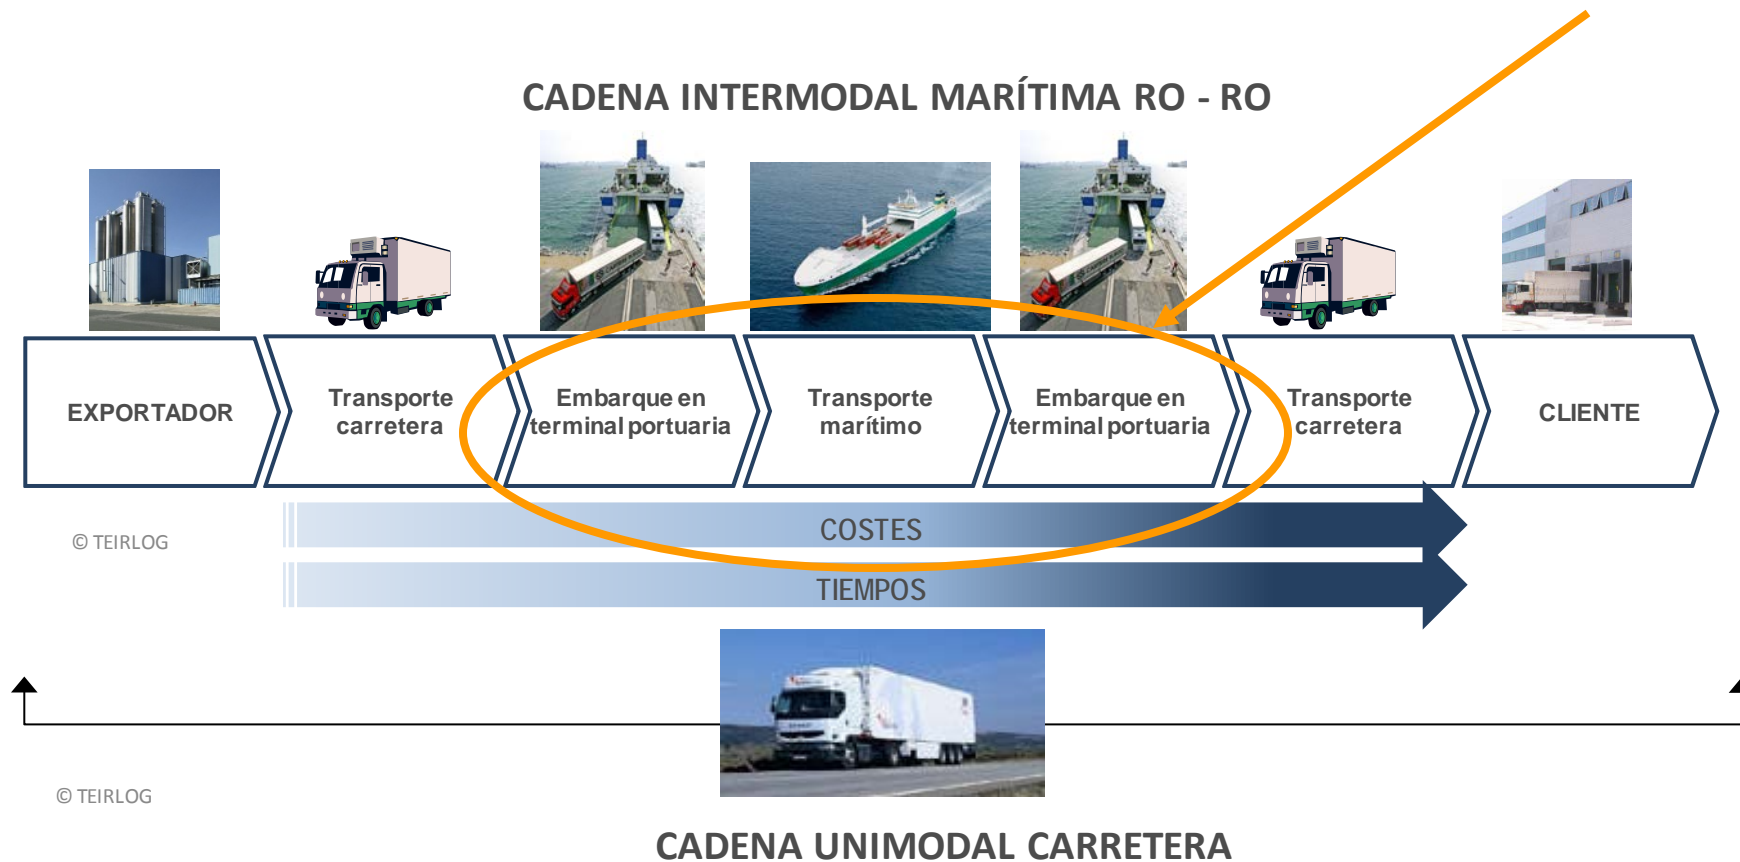 CADENA INTERMODAL MARÍTIMA RO - RO
EXPORTADOR
Transporte
carretera
Embarque en
terminal portuaria
Transporte
marítimo
Embarque en
terminal portuaria
Transporte
carretera
CLIENTE
COSTES
© TEIRLOG
TIEMPOS
© TEIRLOG
CADENA UNIMODAL CARRETERA